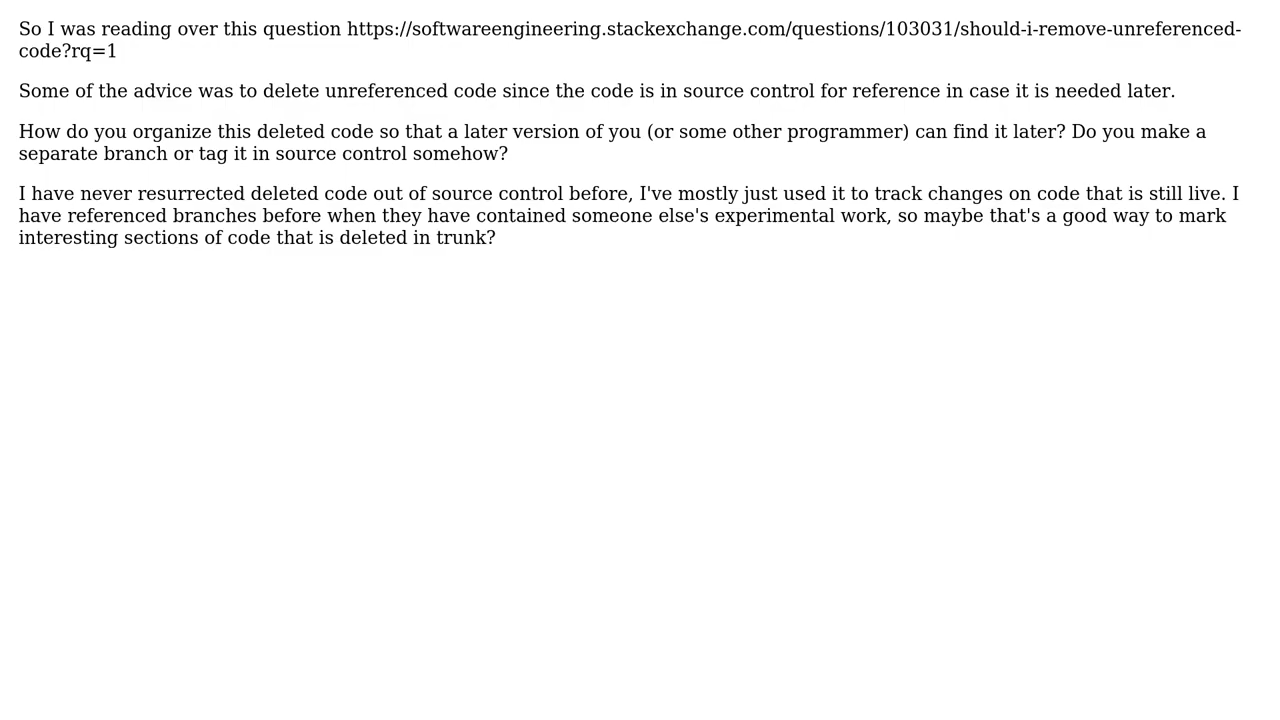 So I was reading over this question https://softwareengineering.stackexchange.com/questions/103031/should-i-remove-unreferenced-
code?rq=1
Some of the advice was to delete unreferenced code since the code is in source control for reference in case it is needed later.
How do you organize this deleted code so that a later version of you (or some other programmer) can find it later? Do you make a
separate branch or tag it in source control somehow?
I have never resurrected deleted code out of source control before, I've mostly just used it to track changes on code that is still live. I
have referenced branches before when they have contained someone else's experimental work, so maybe that's a good way to mark
interesting sections of code that is deleted in trunk?